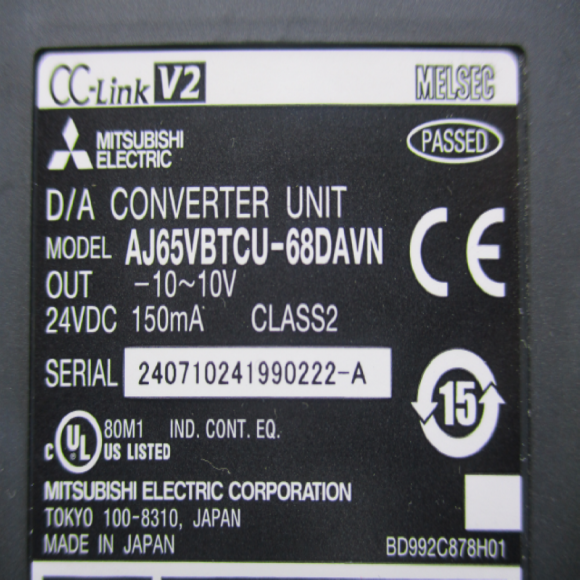 CC-Link V2 MELSEC
MITSUBISHI ELECTRIC PASSED
D/A CONVERTER UNIT
MODEL AJ65VBTCU-68DAVN
OUT -10~10V
24VDC 150mA CLASS2
CE
SERIAL 240710241990222-A
15
C UL US LISTED 80M1 IND. CONT. EQ.
MITSUBISHI ELECTRIC CORPORATION
TOKYO 100-8310, JAPAN
MADE IN JAPAN BD992C878H01